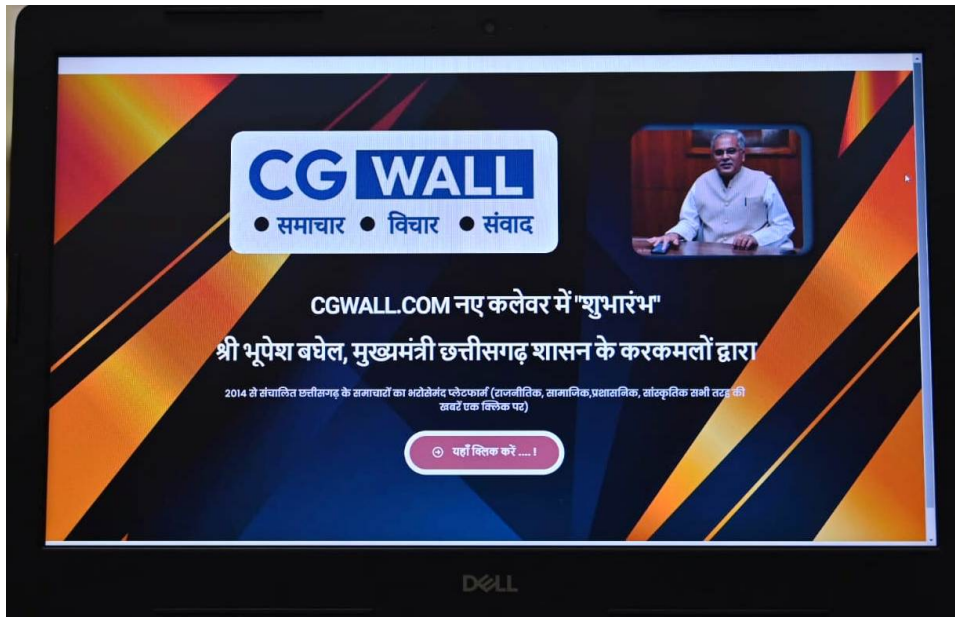 CG WALL
● समाचार ● विचार ● संवाद
CGWALL.COM नए कलेवर में "शुभारंभ"
श्री भूपेश बघेल, मुख्यमंत्री छत्तीसगढ़ शासन के करकमलों द्वारा
2014 से संचालित छत्तीसगढ़ के समाचारों का भरोसेमंद प्लेटफार्म (राजनीतिक, सामाजिक,प्रशासनिक, सांस्कृतिक सभी तरह की
खबरें एक क्लिक पर)
यहाँ क्लिक करें .... !
DELL